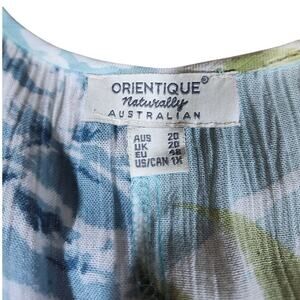 ORIENTIQUE®
Naturally
AUSTRALIAN
AUS 20
UK 20
EU 48
US/CAN 1X